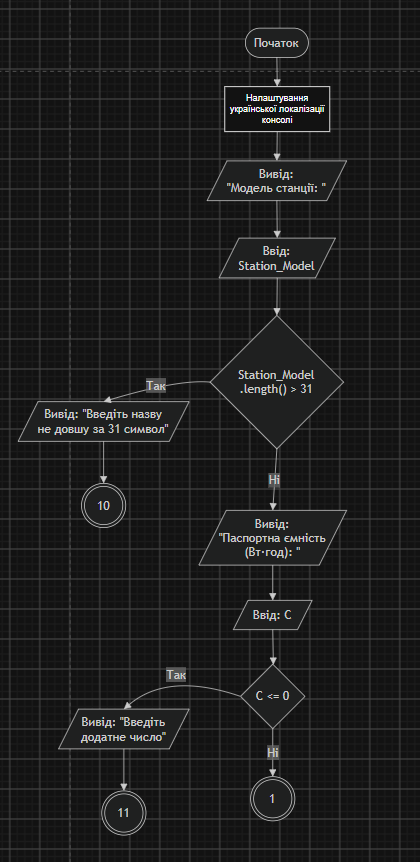 Початок
Налаштування
української локалізації
консолі
Вивід:
"Модель станції: "
Ввід:
Station_Model
Station_Model
.length() > 31
Так
Вивід: "Введіть назву
не довшу за 31 символ"
10
Ні
Вивід:
"Паспортна ємність
(Вт·год): "
Ввід: C
C <= 0
Так
Вивід: "Введіть
додатне число"
11
Ні
1